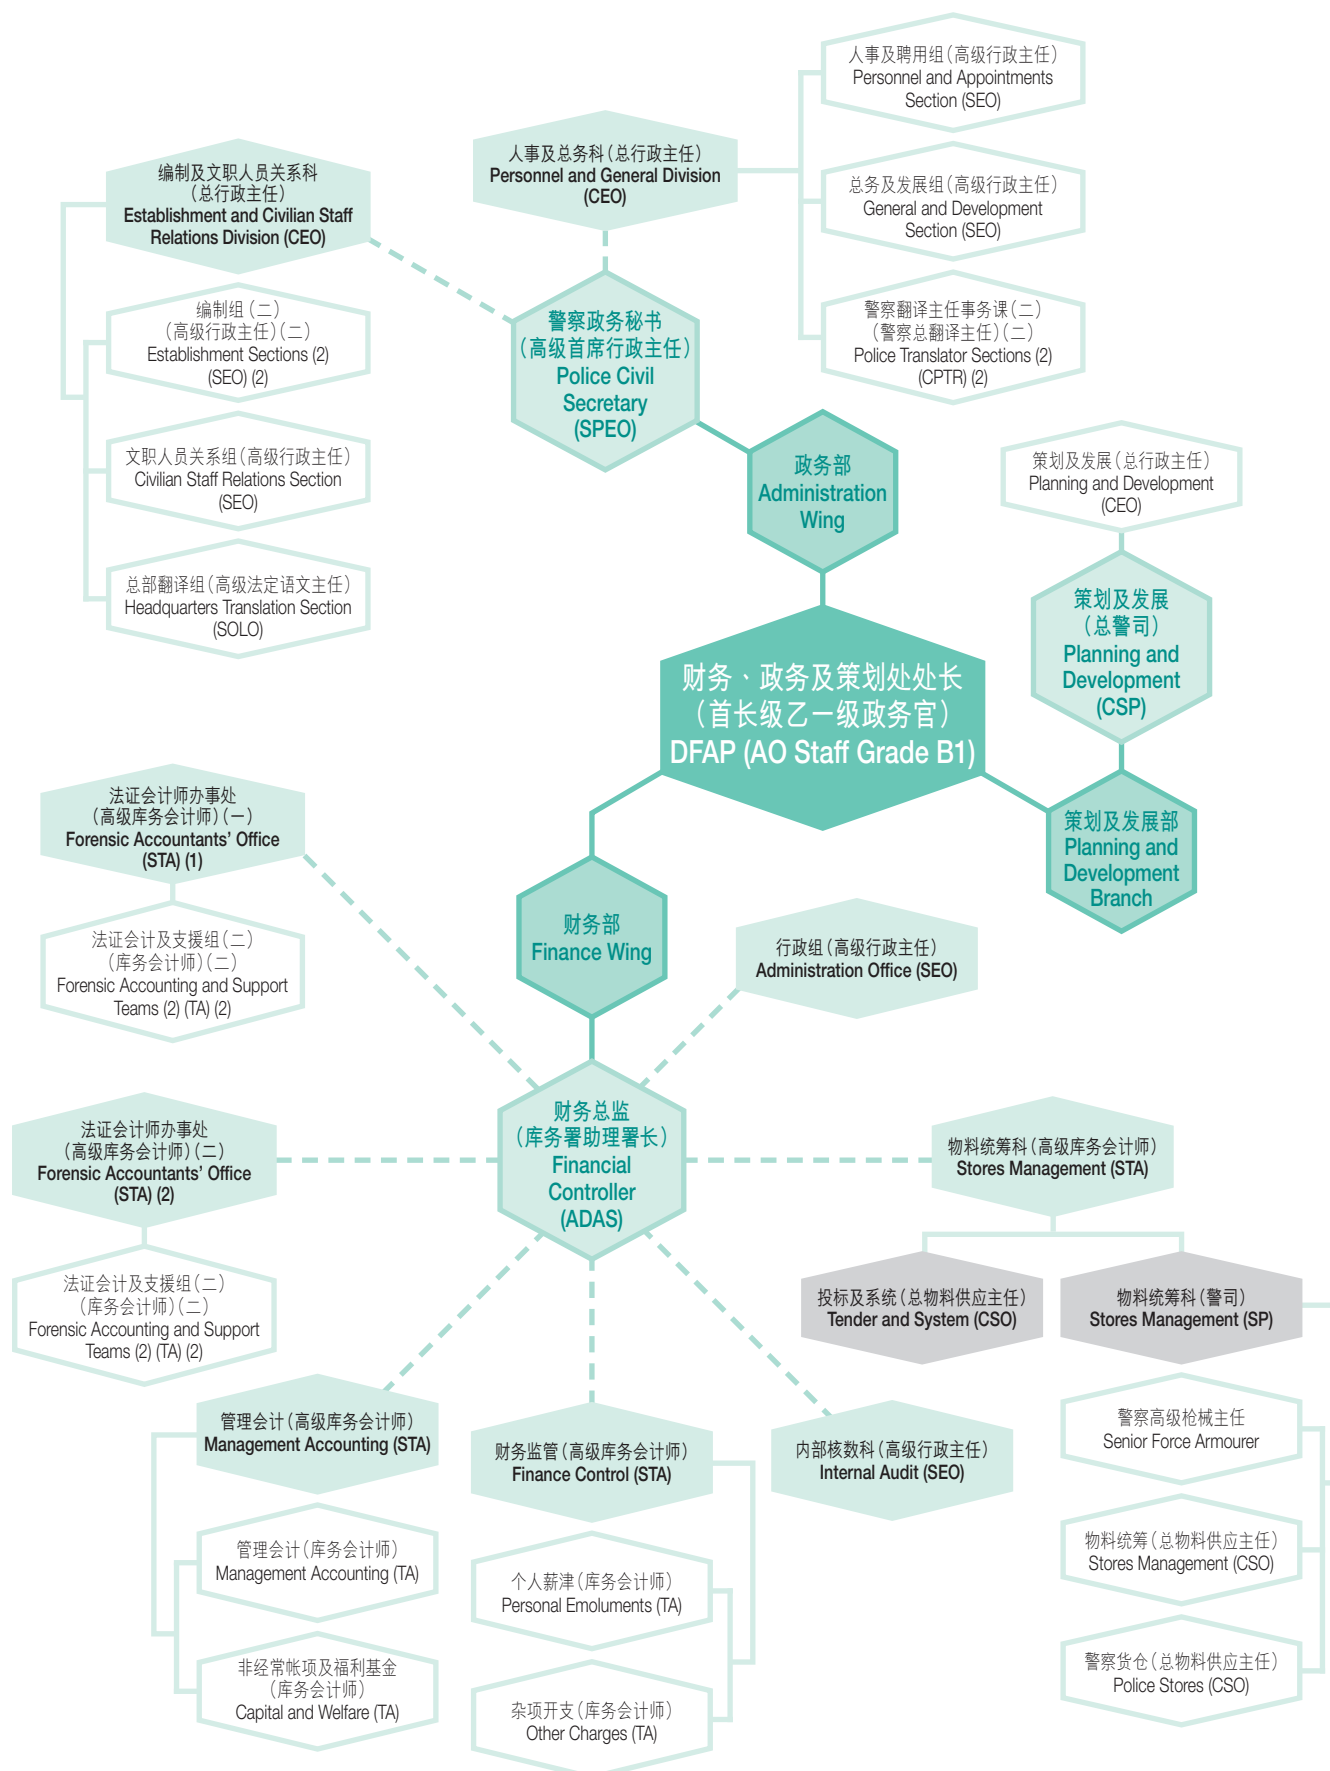 人事及聘用组(高级行政主任)
Personnel and Appointments
Section (SEO)
人事及总务科(总行政主任)
Personnel and General Division
(CEO)
编制及文职人员关系科
(总行政主任)
Establishment and Civilian Staff
Relations Division (CEO)
总务及发展组(高级行政主任)
General and Development
Section (SEO)
编制组(二)
(高级行政主任)(二)
Establishment Sections (2)
(SEO) (2)
警察政务秘书
(高级首席行政主任)
Police Civil
Secretary
(SPEO)
警察翻译主任事务课(二)
(警察总翻译主任)(二)
Police Translator Sections (2)
(CPTR) (2)
文职人员关系组(高级行政主任)
Civilian Staff Relations Section
(SEO)
政务部
Administration
Wing
策划及发展(总行政主任)
Planning and Development
(CEO)
总部翻译组(高级法定语文主任)
Headquarters Translation Section
(SOLO)
策划及发展
(总警司)
Planning and
Development
(CSP)
财务、政务及策划处处长
(首长级乙一级政务官)
DFAP (AO Staff Grade B1)
策划及发展部
Planning and
Development
Branch
法证会计师办事处
(高级库务会计师)(一)
Forensic Accountants' Office
(STA) (1)
法证会计及支援组(二)
(库务会计师)(二)
Forensic Accounting and Support
Teams (2) (TA) (2)
财务部
Finance Wing
行政组(高级行政主任)
Administration Office (SEO)
法证会计师办事处
(高级库务会计师)(二)
Forensic Accountants' Office
(STA) (2)
财务总监
(库务署助理署长)
Financial
Controller
(ADAS)
物料统筹科(高级库务会计师)
Stores Management (STA)
法证会计及支援组(二)
(库务会计师)(二)
Forensic Accounting and Support
Teams (2) (TA) (2)
投标及系统(总物料供应主任)
Tender and System (CSO)
物料统筹科(警司)
Stores Management (SP)
管理会计(高级库务会计师)
Management Accounting (STA)
财务监管(高级库务会计师)
Finance Control (STA)
内部核数科(高级行政主任)
Internal Audit (SEO)
警察高级枪械主任
Senior Force Armourer
管理会计(库务会计师)
Management Accounting (TA)
个人薪津(库务会计师)
Personal Emoluments (TA)
物料统筹(总物料供应主任)
Stores Management (CSO)
非经常帐项及福利基金
(库务会计师)
Capital and Welfare (TA)
杂项开支(库务会计师)
Other Charges (TA)
警察货仓(总物料供应主任)
Police Stores (CSO)